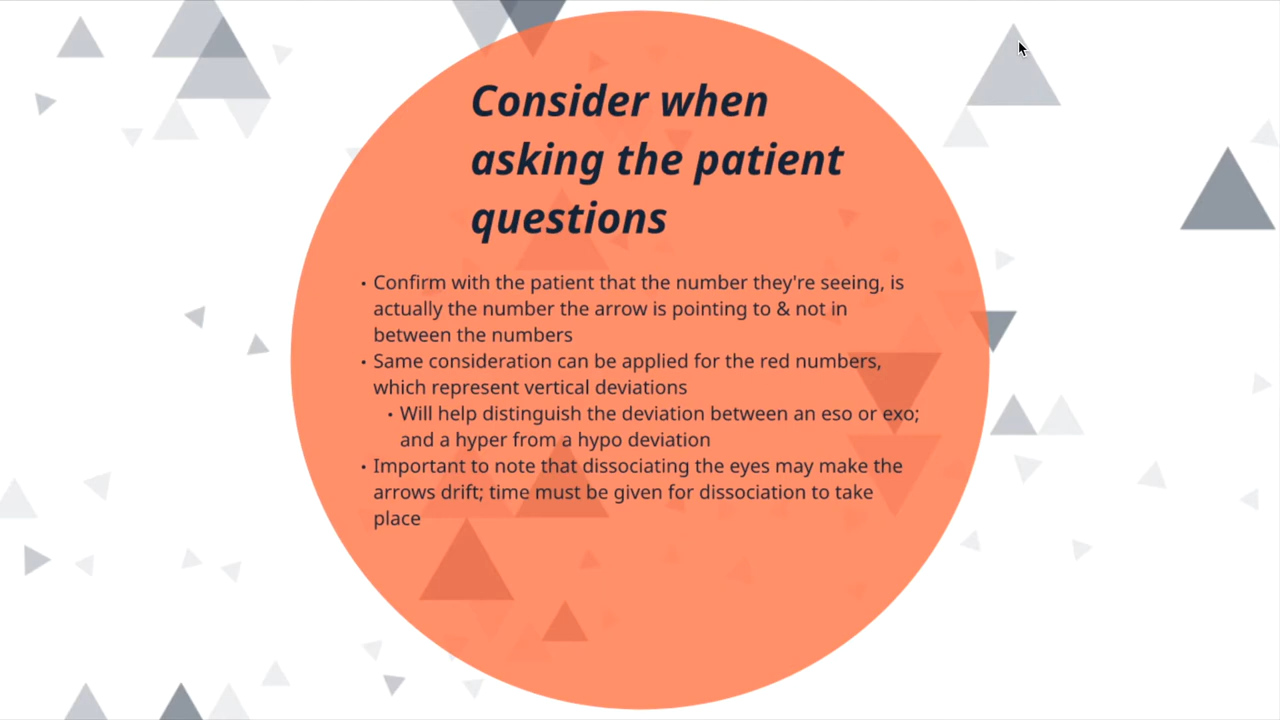 Consider when
asking the patient
questions
• Confirm with the patient that the number they're seeing, is
actually the number the arrow is pointing to & not in
between the numbers
• Same consideration can be applied for the red numbers,
which represent vertical deviations
• Will help distinguish the deviation between an eso or exo;
and a hyper from a hypo deviation
• Important to note that dissociating the eyes may make the
arrows drift; time must be given for dissociation to take
place